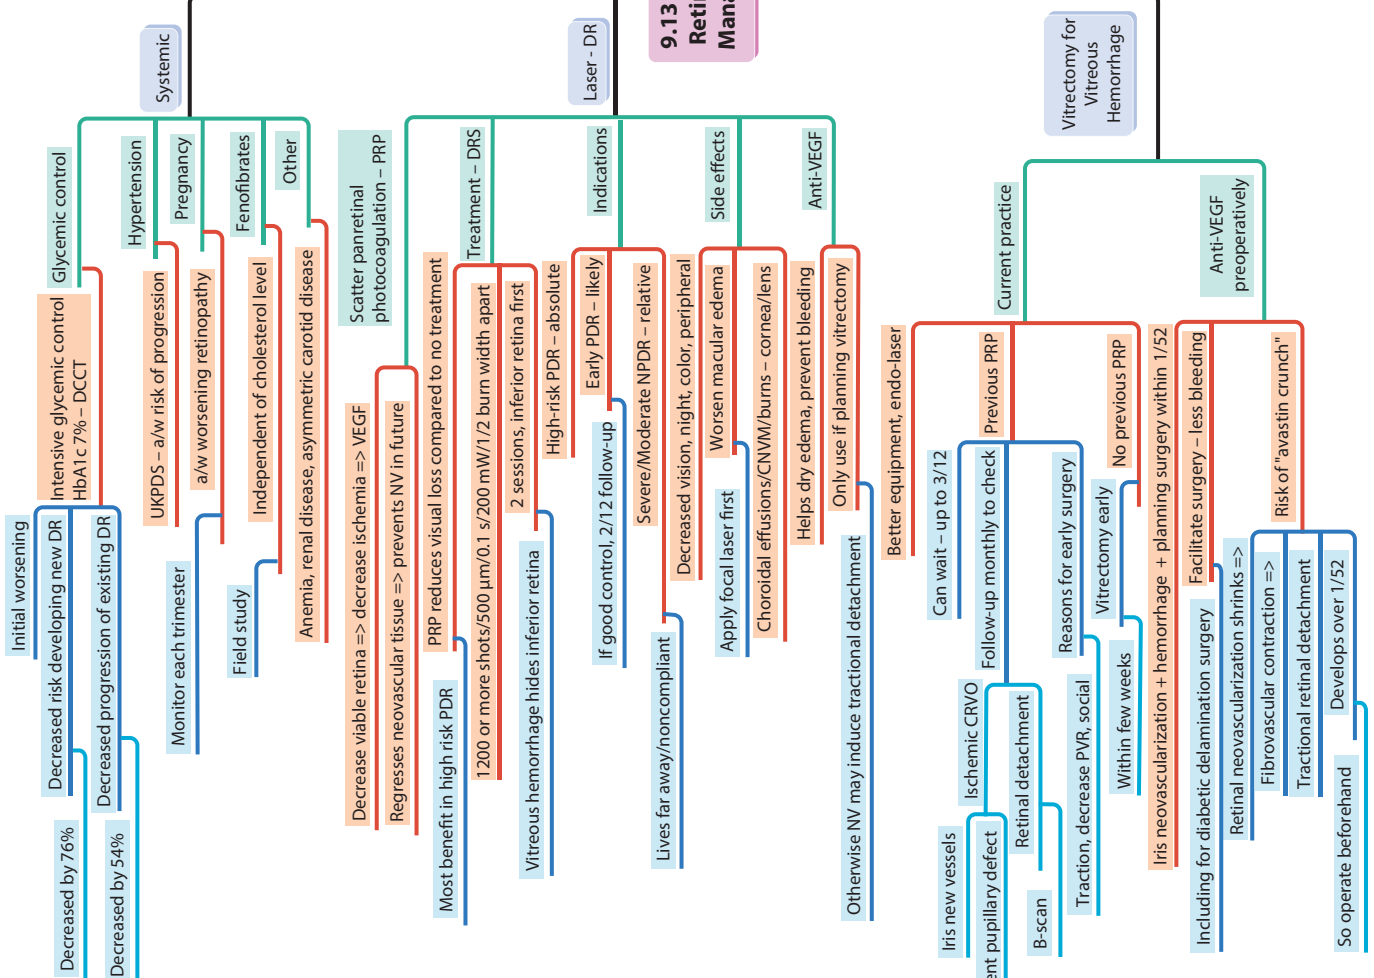 9.13
Systemic
Glycemic control
Intensive glycemic control
HbA1c 7% – DCCT
Initial worsening
Decreased risk developing new DR
Decreased by 76%
Decreased progression of existing DR
Decreased by 54%
Hypertension
UKPDS – a/w risk of progression
Pregnancy
a/w worsening retinopathy
Monitor each trimester
Fenofibrates
Independent of cholesterol level
Field study
Other
Anemia, renal disease, asymmetric carotid disease
Laser - DR
Scatter panretinal
photocoagulation – PRP
Decrease viable retina => decrease ischemia => VEGF
Regresses neovascular tissue => prevents NV in future
Treatment – DRS
PRP reduces visual loss compared to no treatment
Most benefit in high risk PDR
1200 or more shots/500 µm/0.1 s/200 mW/1/2 burn width apart
2 sessions, inferior retina first
Vitreous hemorrhage hides inferior retina
Indications
High-risk PDR – absolute
Early PDR – likely
If good control, 2/12 follow-up
Severe/Moderate NPDR – relative
Lives far away/noncompliant
Side effects
Decreased vision, night, color, peripheral
Worsen macular edema
Apply focal laser first
Choroidal effusions/CNVM/burns – cornea/lens
Anti-VEGF
Helps dry edema, prevent bleeding
Only use if planning vitrectomy
Otherwise NV may induce tractional detachment
Vitrectomy for
Vitreous
Hemorrhage
Current practice
Better equipment, endo-laser
Previous PRP
Can wait – up to 3/12
Follow-up monthly to check
Ischemic CRVO
Iris new vessels
pupillary defect
Retinal detachment
B-scan
Reasons for early surgery
Traction, decrease PVR, social
No previous PRP
Vitrectomy early
Within few weeks
Anti-VEGF
preoperatively
Iris neovascularization + hemorrhage + planning surgery within 1/52
Facilitate surgery – less bleeding
Including for diabetic delamination surgery
Risk of "avastin crunch"
Retinal neovascularization shrinks =>
Fibrovascular contraction =>
Tractional retinal detachment
Develops over 1/52
So operate beforehand